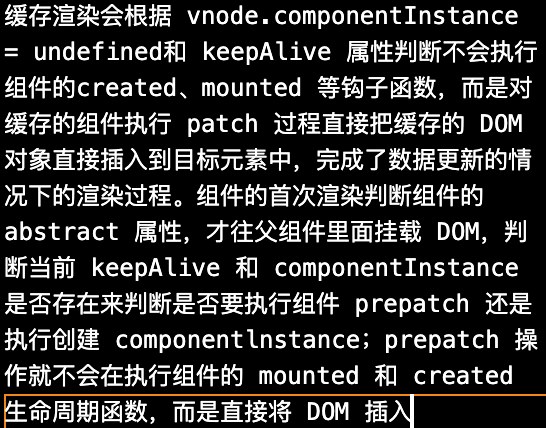 缓存渲染会根据 vnode.componentInstance
= undefined和 keepAlive 属性判断不会执行
组件的created、mounted 等钩子函数，而是对
缓存的组件执行 patch 过程直接把缓存的 DOM
对象直接插入到目标元素中，完成了数据更新的情
况下的渲染过程。组件的首次渲染判断组件的
abstract 属性，才往父组件里面挂载 DOM，判
断当前 keepAlive 和 componentInstance
是否存在来判断是否要执行组件 prepatch 还是
执行创建 componentlnstance；prepatch 操
作就不会在执行组件的 mounted 和 created
生命周期函数，而是直接将 DOM 插入